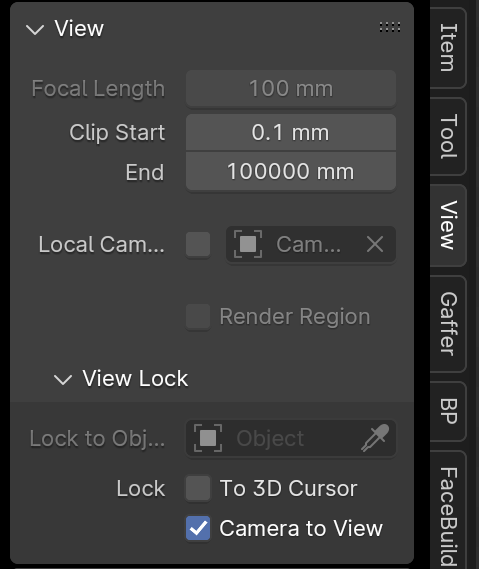 View
Focal Length 100 mm
Clip Start 0.1 mm
End 100000 mm
Local Cam... Cam...
Render Region
View Lock
Lock to Obj... Object
Lock To 3D Cursor
Camera to View
Item
Tool
View
Gaffer
BP
FaceBuild